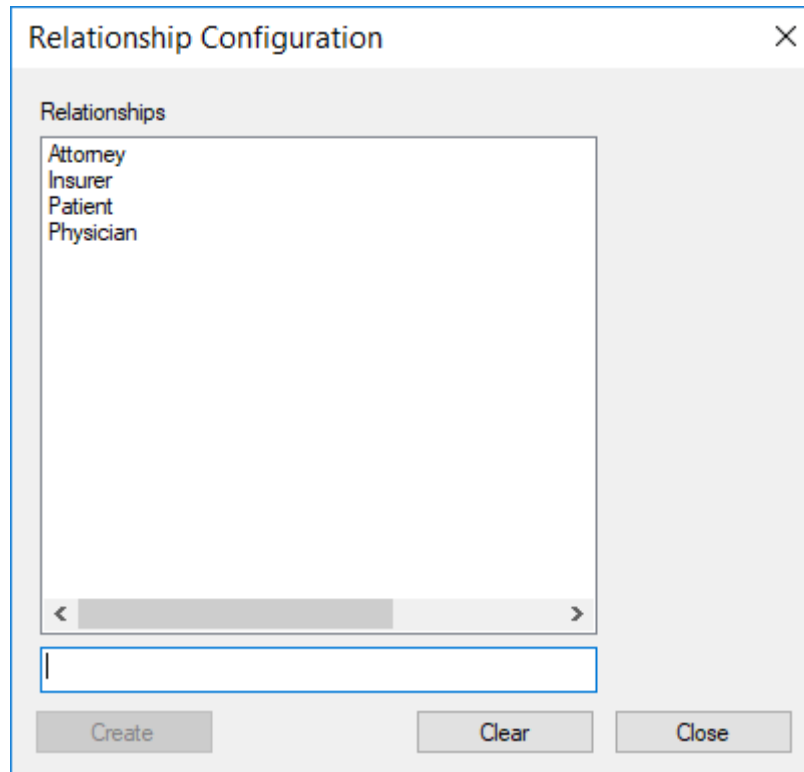 Relationship Configuration
Relationships
Attorney
Insurer
Patient
Physician
Create
Clear
Close